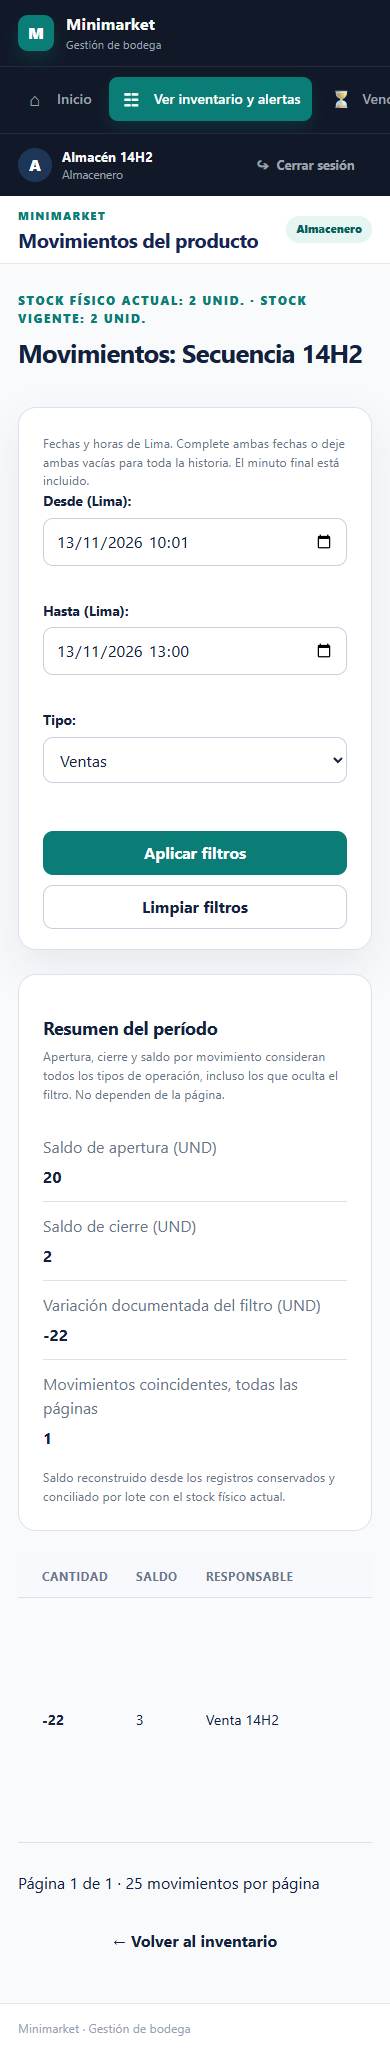 M
Minimarket
Gestión de bodega
Inicio
Ver inventario y alertas
A
Almacén 14H2
Almacenero
Cerrar sesión
MINIMARKET
Movimientos del producto
Almacenero
STOCK FÍSICO ACTUAL: 2 UNID. · STOCK
VIGENTE: 2 UNID.
Movimientos: Secuencia 14H2
Fechas y horas de Lima. Complete ambas fechas o deje
ambas vacías para toda la historia. El minuto final está
incluido.
Desde (Lima):
13/11/2026 10:01
Hasta (Lima):
13/11/2026 13:00
Tipo:
Ventas
Aplicar filtros
Limpiar filtros
Resumen del período
Apertura, cierre y saldo por movimiento consideran
todos los tipos de operación, incluso los que oculta el
filtro. No dependen de la página.
Saldo de apertura (UND)
20
Saldo de cierre (UND)
2
Variación documentada del filtro (UND)
-22
Movimientos coincidentes, todas las
páginas
1
Saldo reconstruido desde los registros conservados y
conciliado por lote con el stock físico actual.
CANTIDAD SALDO RESPONSABLE
-22 3 Venta 14H2
Página 1 de 1 · 25 movimientos por página
← Volver al inventario
Minimarket · Gestión de bodega